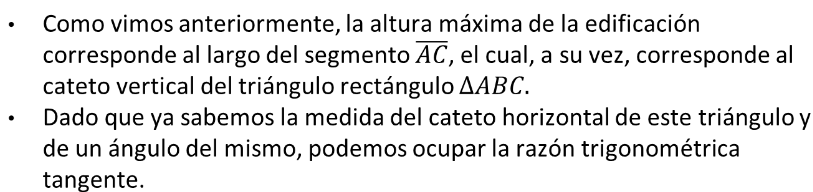 • Como vimos anteriormente, la altura máxima de la edificación
corresponde al largo del segmento \overline{AC}, el cual, a su vez, corresponde al
cateto vertical del triángulo rectángulo ΔABC.
• Dado que ya sabemos la medida del cateto horizontal de este triángulo y
de un ángulo del mismo, podemos ocupar la razón trigonométrica
tangente.